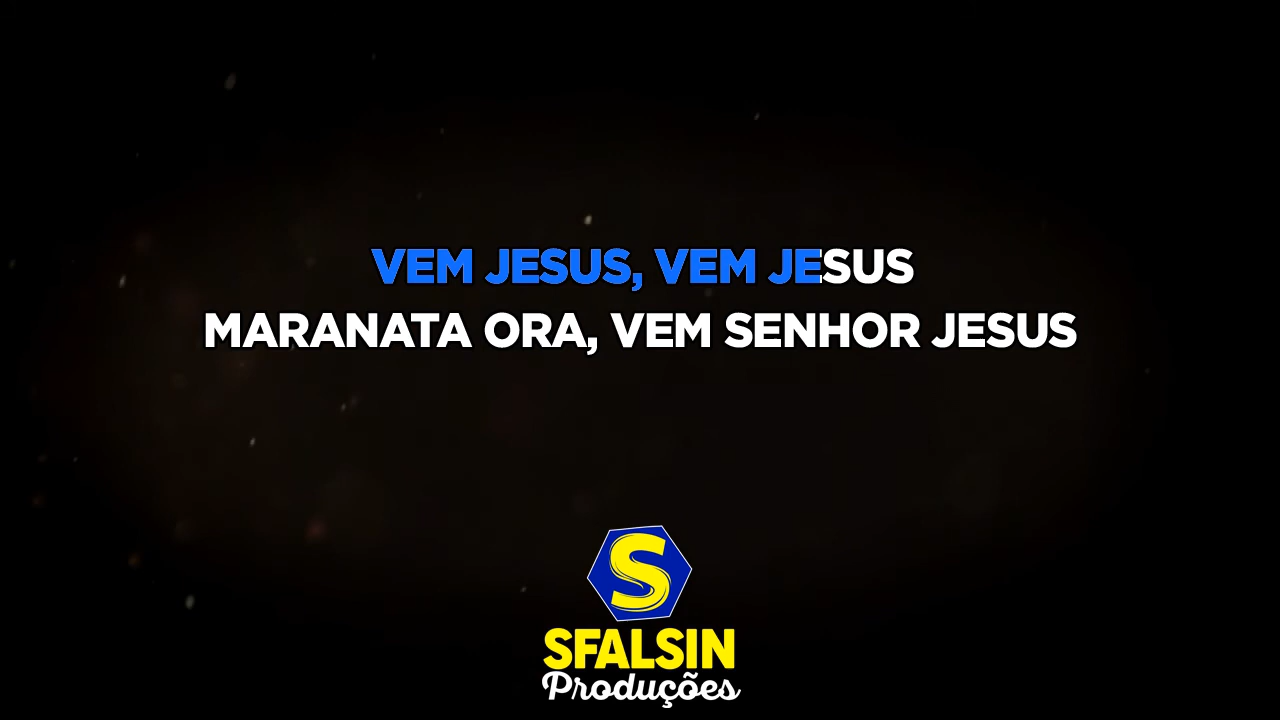 VEM JESUS, VEM JESUS
MARANATA ORA, VEM SENHOR JESUS
S
SFALSIN
Produções